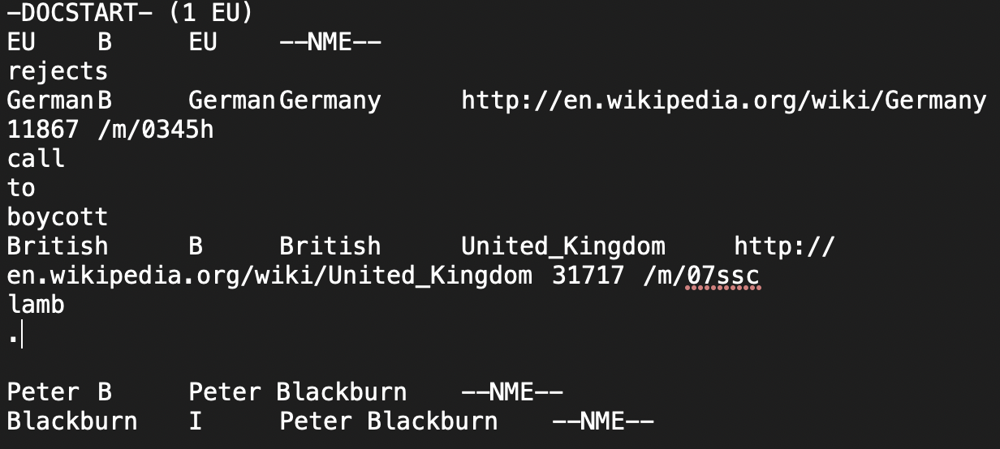 -DOCSTART- (1 EU)
EU	B	EU	--NME--
rejects
German	B	German	Germany	http://en.wikipedia.org/wiki/Germany
11867	/m/0345h
call
to
boycott
British	B	British	United_Kingdom	http://
en.wikipedia.org/wiki/United_Kingdom	31717	/m/07ssc
lamb
.
Peter	B	Peter Blackburn	--NME--
Blackburn	I	Peter Blackburn	--NME--